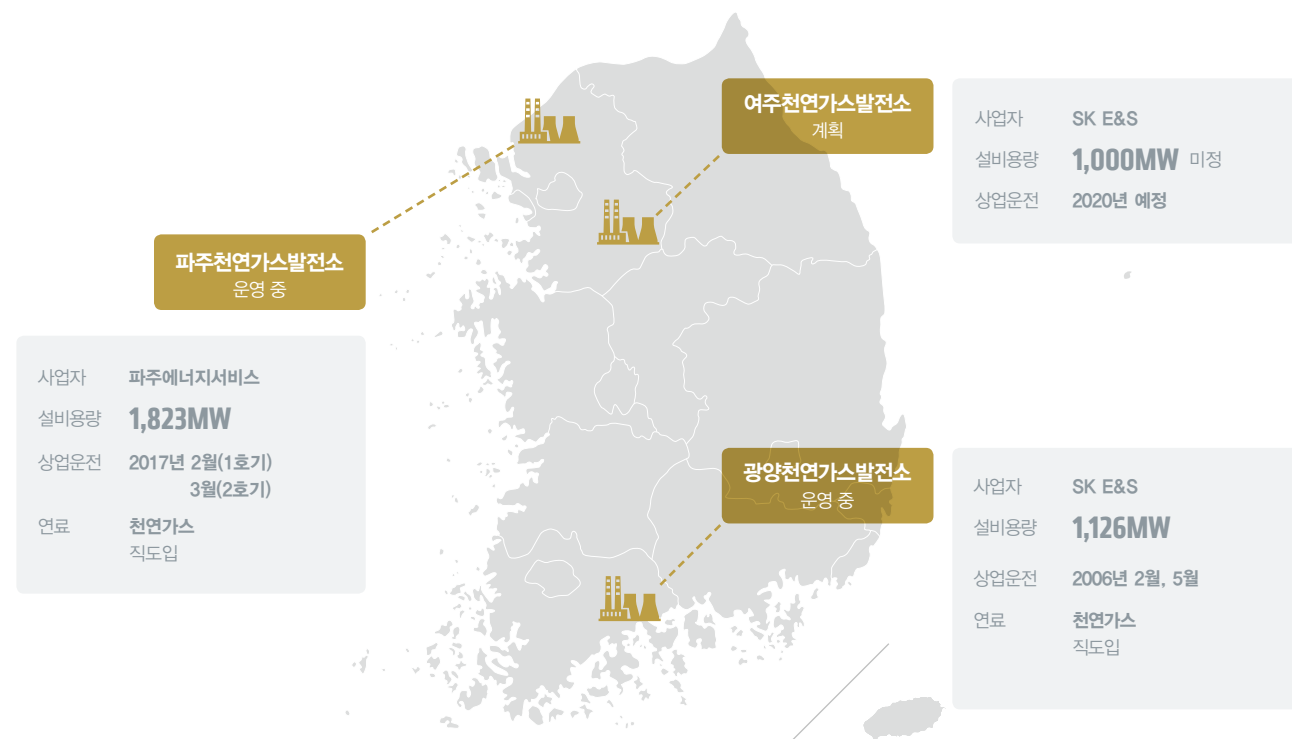 여주천연가스발전소
계획
사업자 SK E&S
설비용량 1,000MW 미정
상업운전 2020년 예정
파주천연가스발전소
운영 중
사업자 파주에너지서비스
설비용량 1,823MW
상업운전 2017년 2월(1호기)
3월(2호기)
연료 천연가스
직도입
광양천연가스발전소
운영 중
사업자 SK E&S
설비용량 1,126MW
상업운전 2006년 2월, 5월
연료 천연가스
직도입